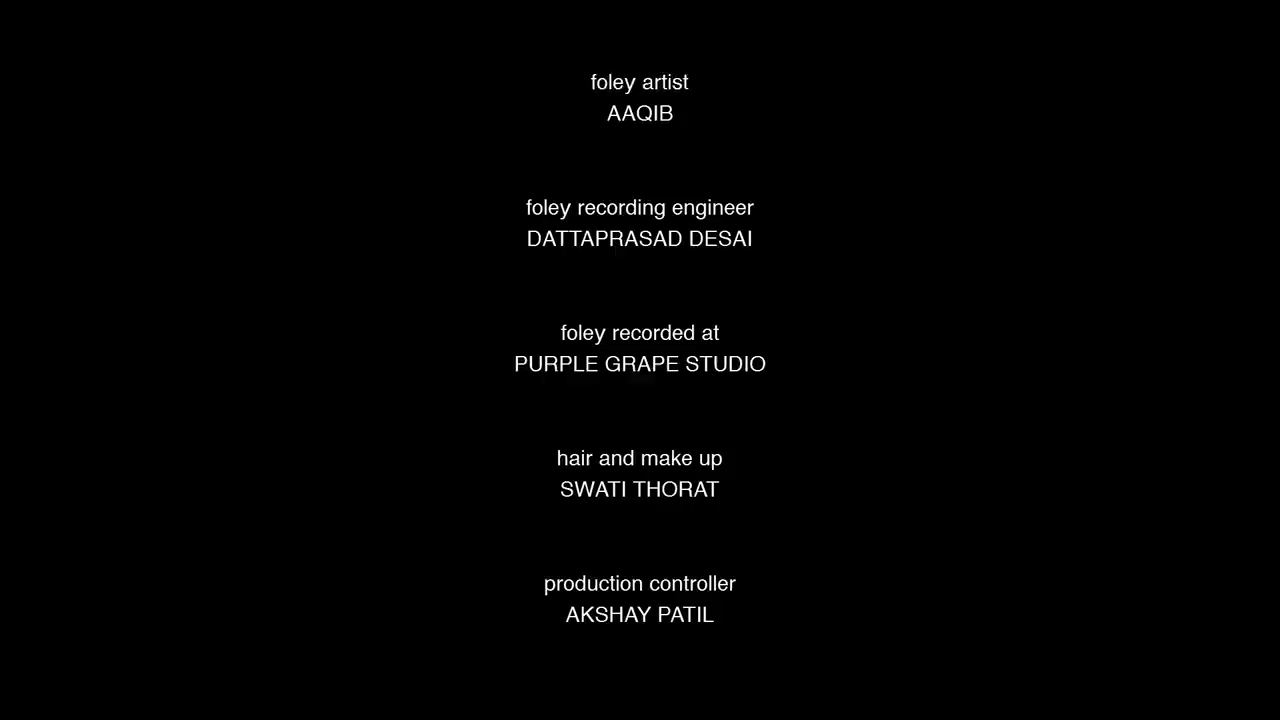 foley artist
AAQIB
foley recording engineer
DATTAPRASAD DESAI
foley recorded at
PURPLE GRAPE STUDIO
hair and make up
SWATI THORAT
production controller
AKSHAY PATIL